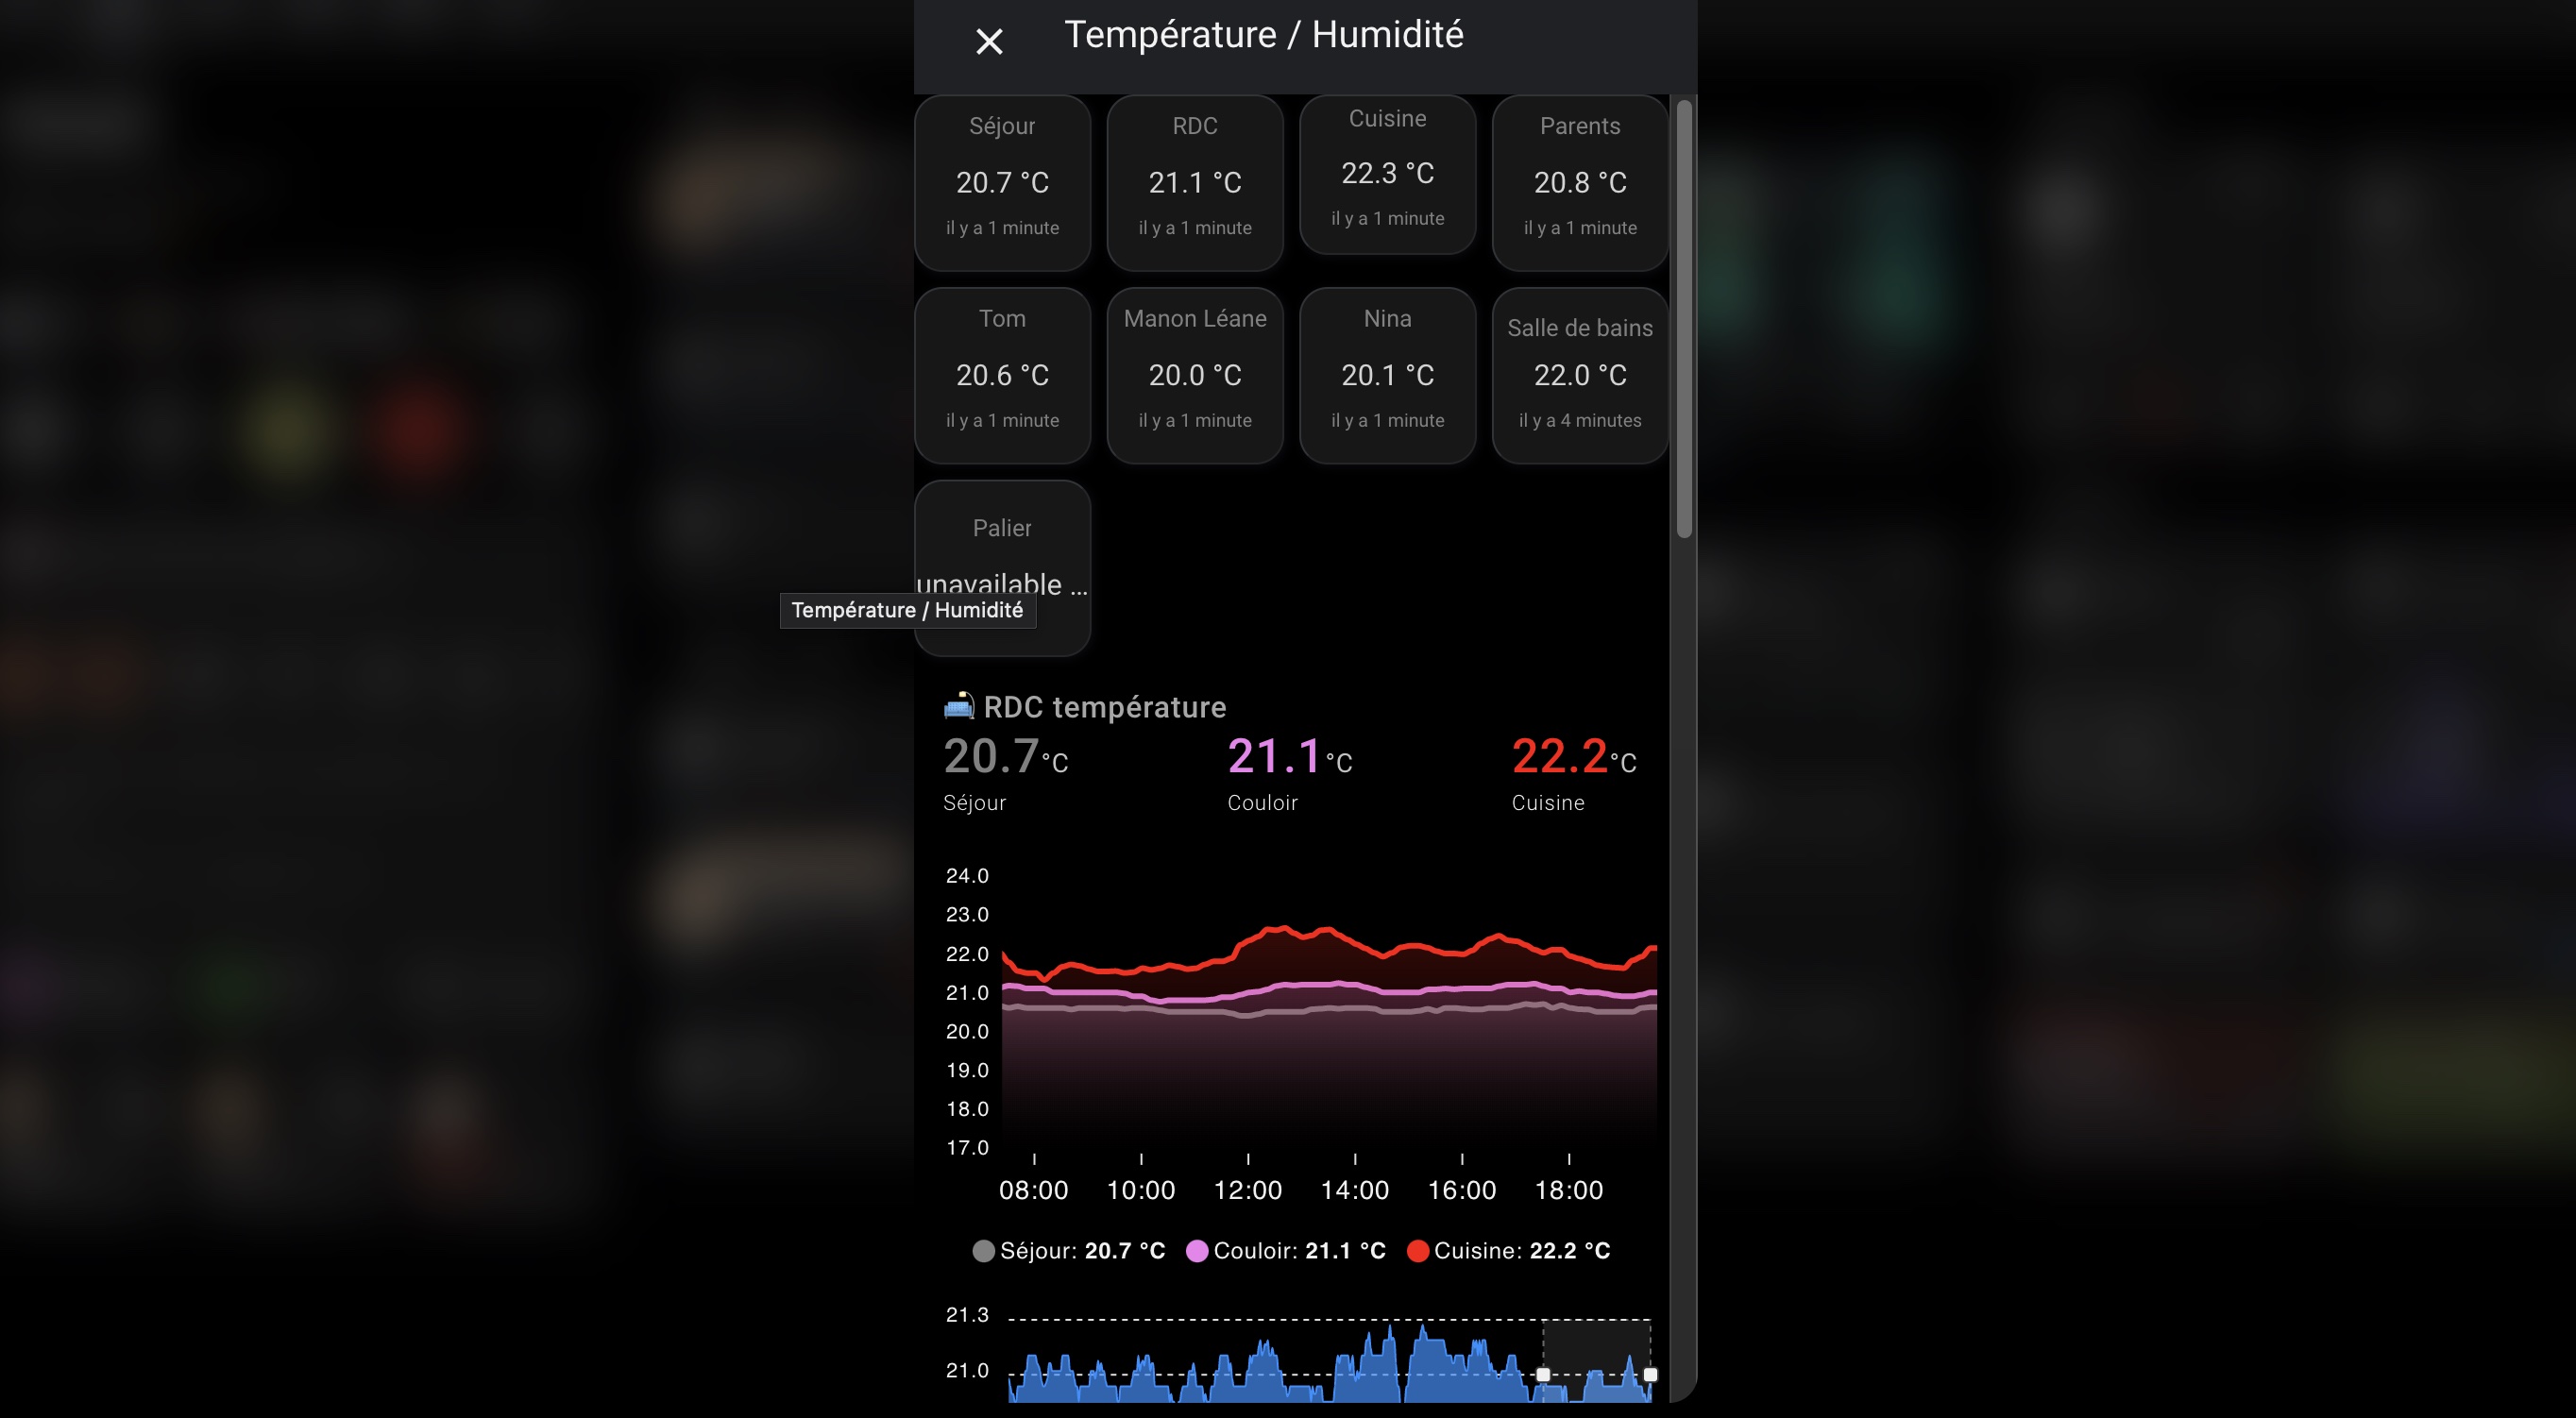 Température / Humidité
Séjour
20.7 °C
il y a 1 minute
RDC
21.1 °C
il y a 1 minute
Cuisine
22.3 °C
il y a 1 minute
Parents
20.8 °C
il y a 1 minute
Tom
20.6 °C
il y a 1 minute
Manon Léane
20.0 °C
il y a 1 minute
Nina
20.1 °C
il y a 1 minute
Salle de bains
22.0 °C
il y a 4 minutes
Palier
unavailable ...
Température / Humidité
RDC température
20.7°C
Séjour
21.1°C
Couloir
22.2°C
Cuisine
24.0
23.0
22.0
21.0
20.0
19.0
18.0
17.0
08:00 10:00 12:00 14:00 16:00 18:00
Séjour: 20.7 °C Couloir: 21.1 °C Cuisine: 22.2 °C
21.3
21.0